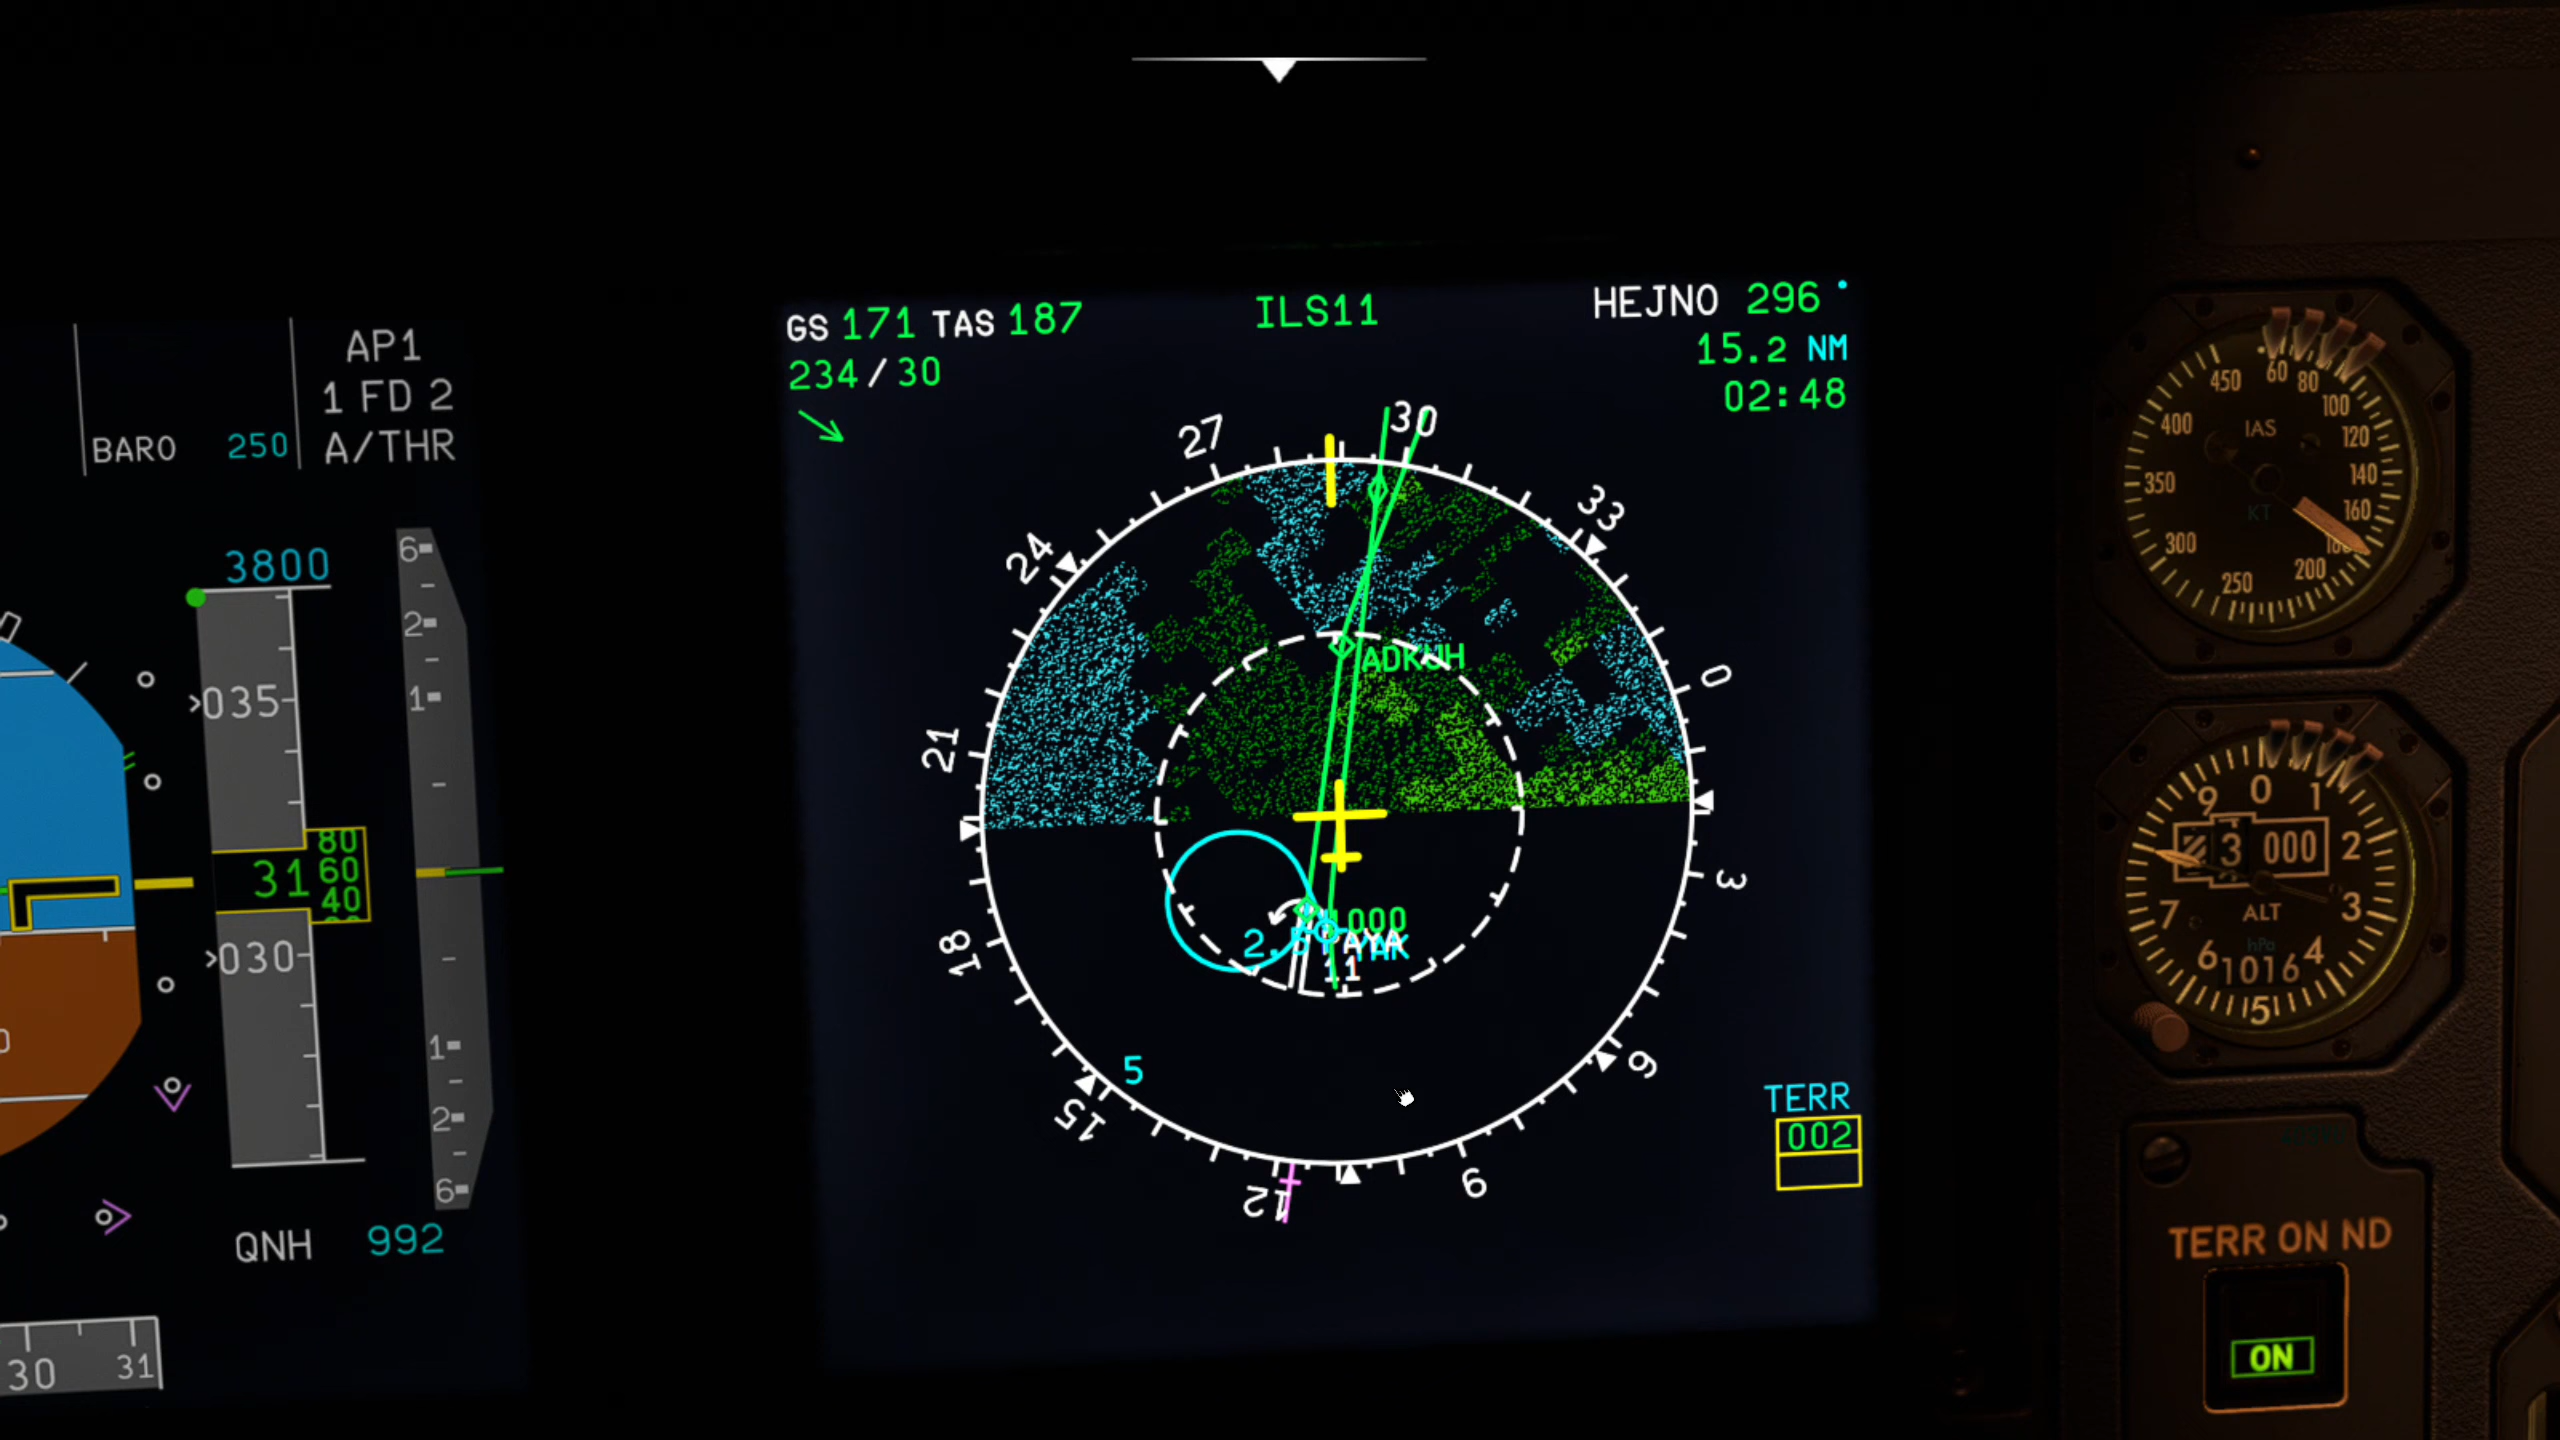 AP1
1 FD 2
A/THR
BARO 250
3800
035
030
31
80
60
40
6
2
1
1
2
6
QNH 992
30 31
GS 171 TAS 187
234/30
ILS11
HEJNO 296°
15.2 NM
02:48
27
30
33
0
3
6
9
12
15
18
21
24
ADKUH
11
5
TERR
002
450 60 80 100 120 140 160 200 250 300 350 400
IAS
KT
0 1 2 3 4 5 6 7 9
3 000
ALT
hPa
1016
TERR ON ND
ON